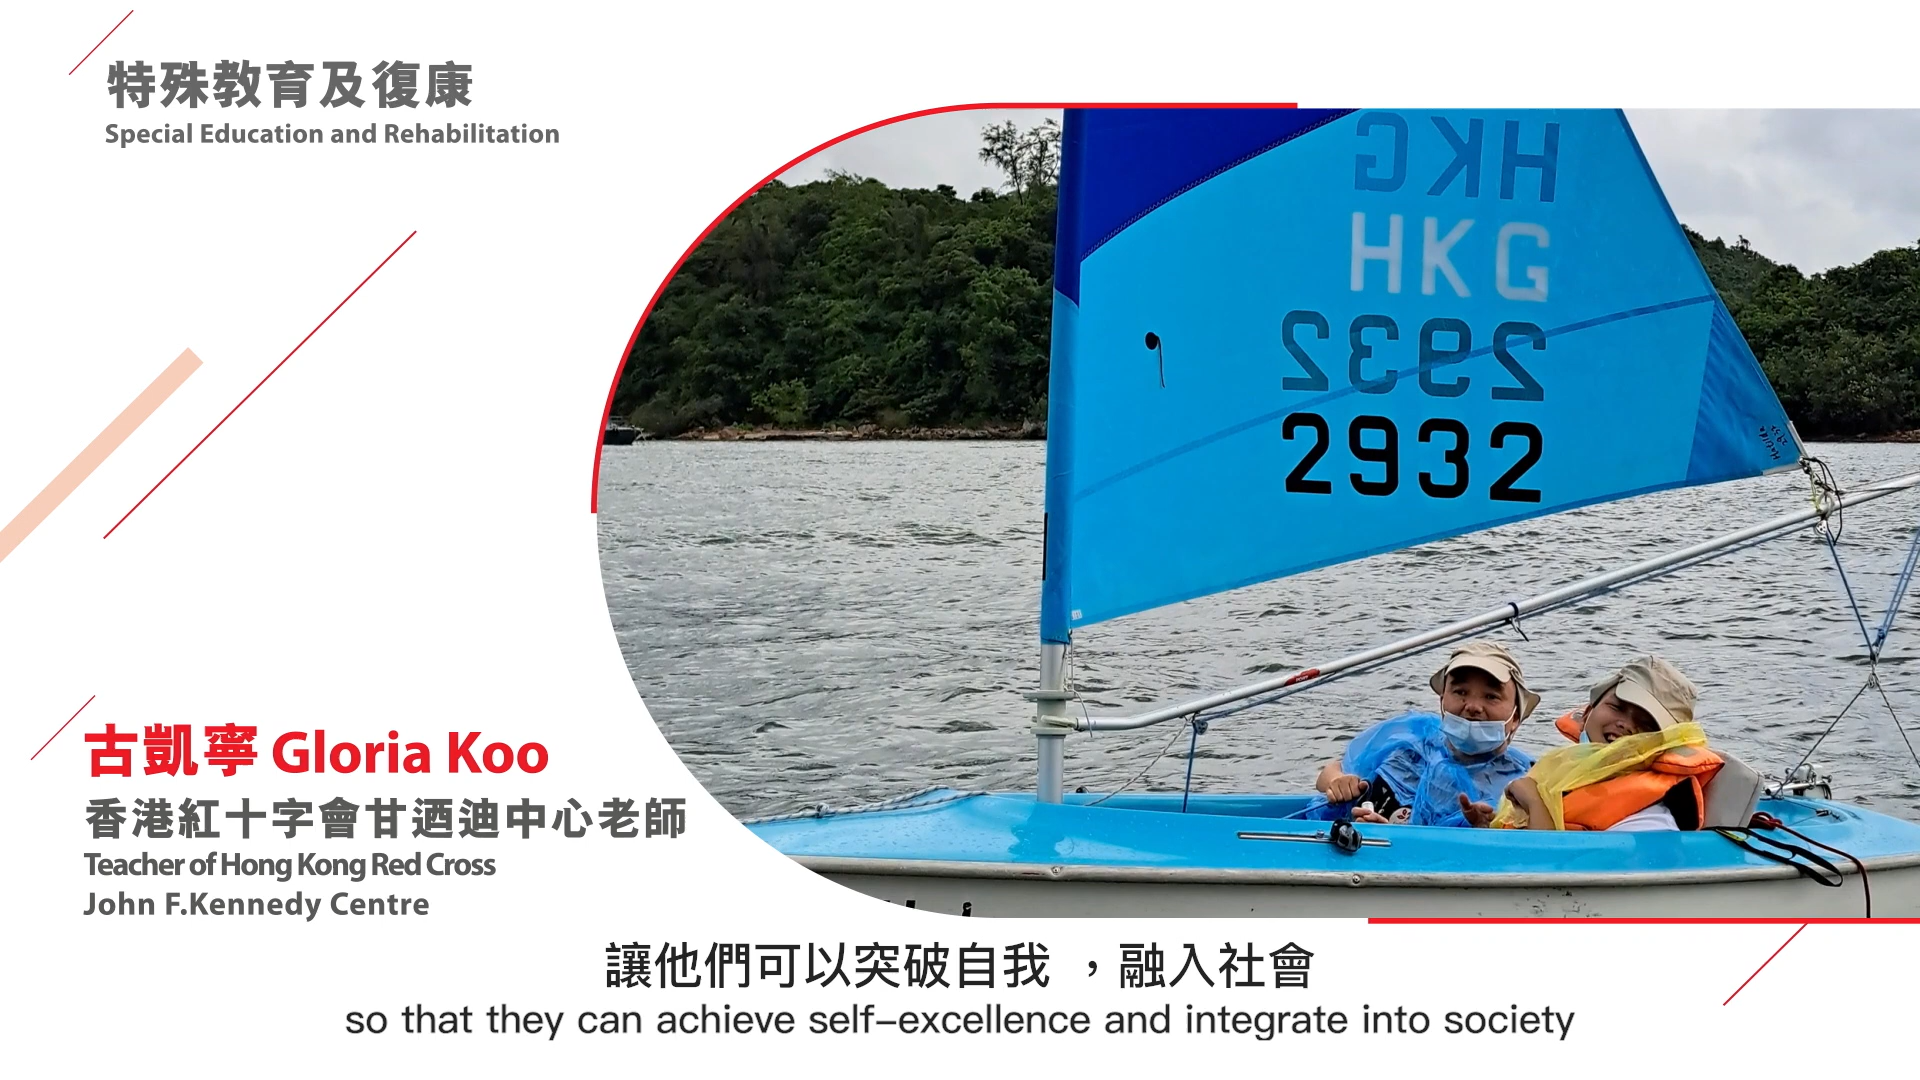 特殊教育及復康
Special Education and Rehabilitation
HKG
HKG
2932
2932
古凱寧 Gloria Koo
香港紅十字會甘迺迪中心老師
Teacher of Hong Kong Red Cross
John F.Kennedy Centre
讓他們可以突破自我 ，融入社會
so that they can achieve self-excellence and integrate into society